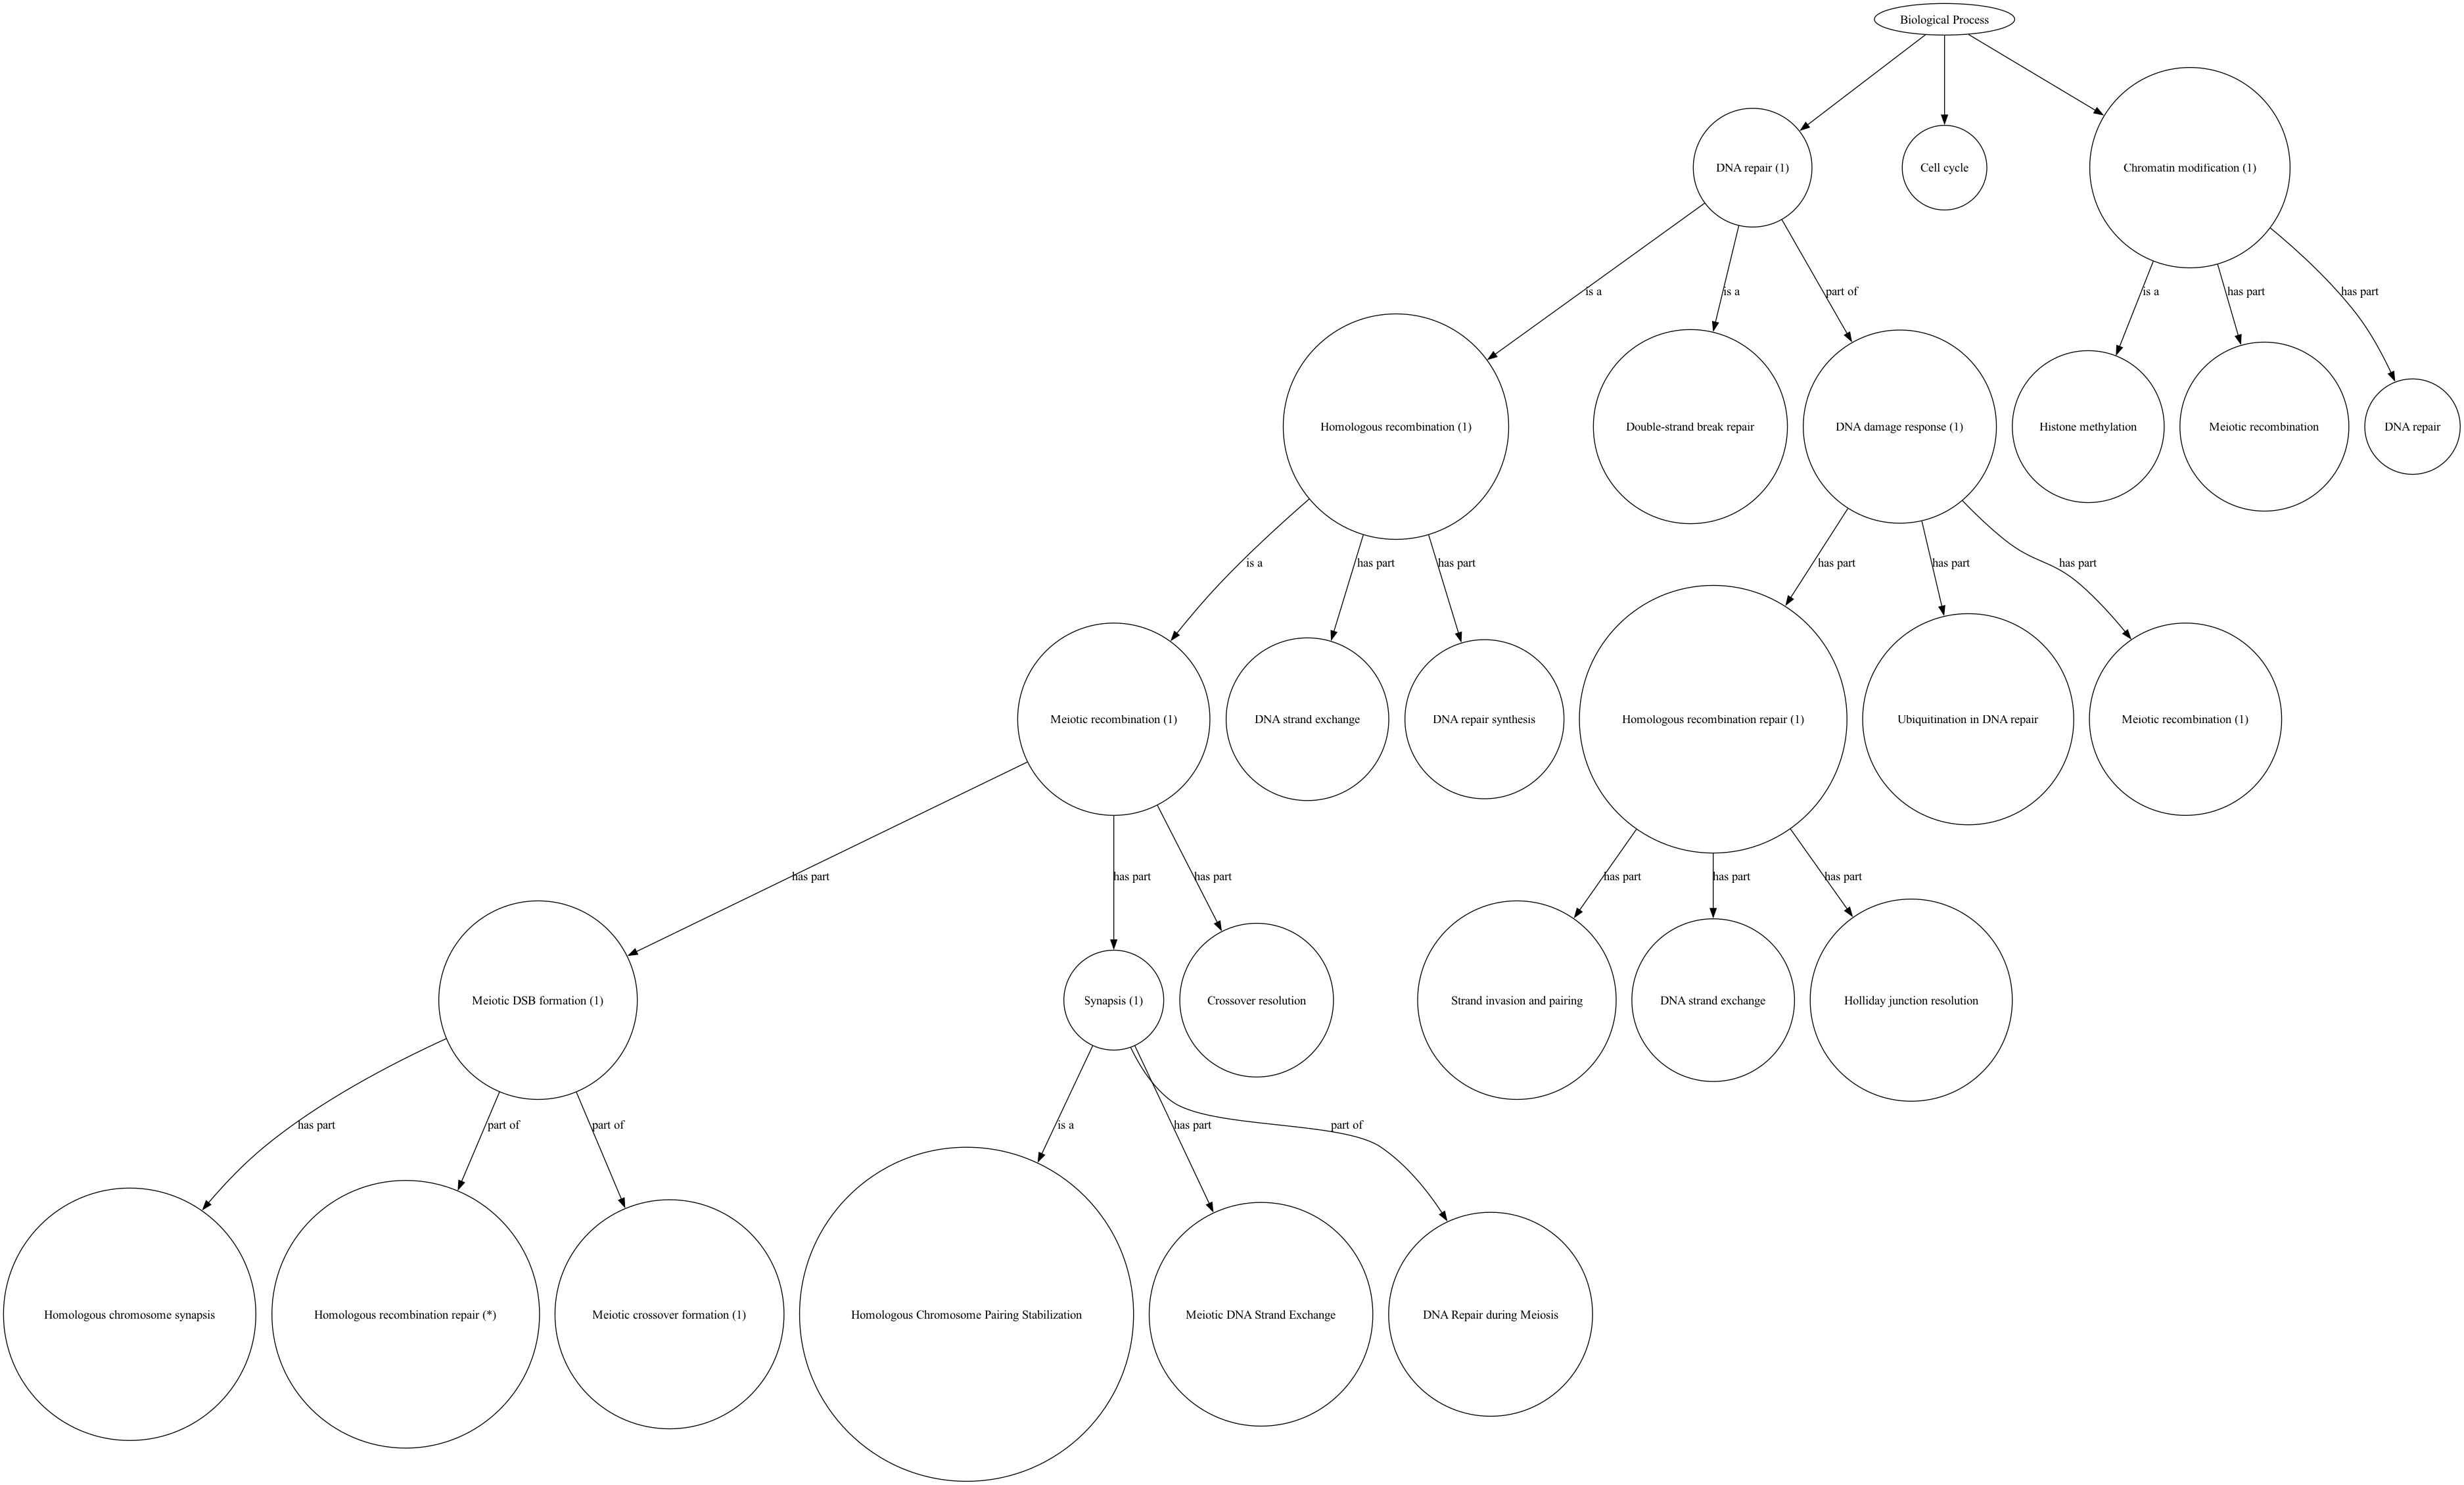 Biological Process
DNA repair (1)
Cell cycle
Chromatin modification (1)
is a
is a
part of
is a
has part
has part
Homologous recombination (1)
Double-strand break repair
DNA damage response (1)
Histone methylation
Meiotic recombination
DNA repair
is a
has part
has part
has part
has part
has part
Meiotic recombination (1)
DNA strand exchange
DNA repair synthesis
Homologous recombination repair (1)
Ubiquitination in DNA repair
Meiotic recombination (1)
has part
has part
has part
has part
has part
has part
Meiotic DSB formation (1)
Synapsis (1)
Crossover resolution
Strand invasion and pairing
DNA strand exchange
Holliday junction resolution
has part
part of
part of
is a
has part
part of
Homologous chromosome synapsis
Homologous recombination repair (*)
Meiotic crossover formation (1)
Homologous Chromosome Pairing Stabilization
Meiotic DNA Strand Exchange
DNA Repair during Meiosis